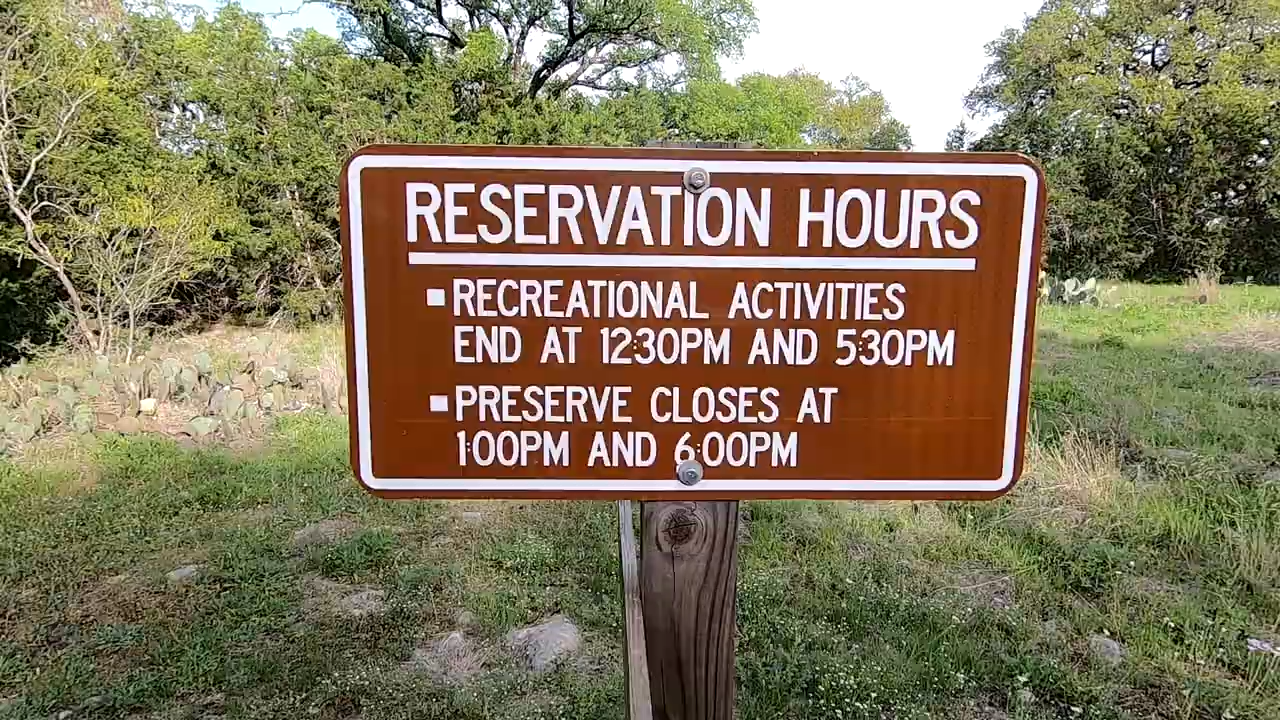 RESERVATION HOURS
RECREATIONAL ACTIVITIES
END AT 12:30PM AND 5:30PM
PRESERVE CLOSES AT
1:00PM AND 6:00PM